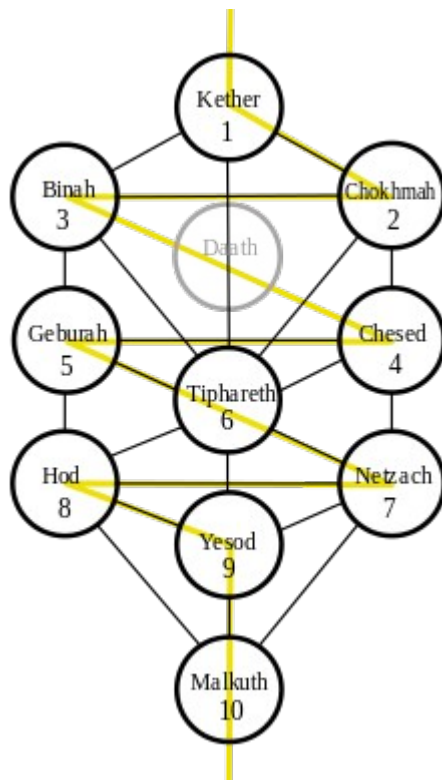 Kether
1
Binah
3
Chokhmah
2
Daath
Geburah
5
Chesed
4
Tiphareth
6
Hod
8
Netzach
7
Yesod
9
Malkuth
10